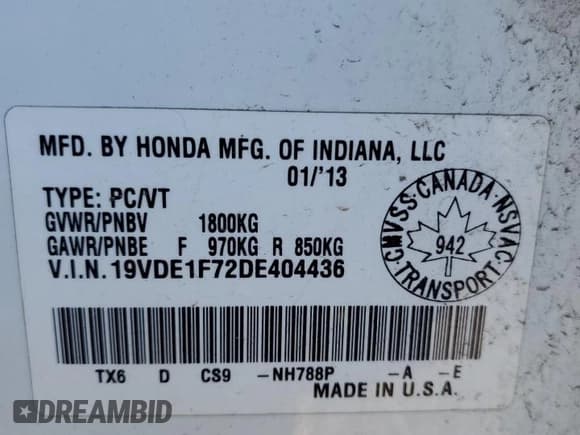 MFD. BY HONDA MFG. OF INDIANA, LLC
01/'13
TYPE: PC/VT
GVWR/PNBV 1800KG
GAWR/PNBE F 970KG R 850KG
V.I.N. 19VDE1F72DE404436
CMVSS·CANADA·NSVAC
942
TRANSPORT
TX6 D CS9 -NH788P -A -E
MADE IN U.S.A.
DREAMBID